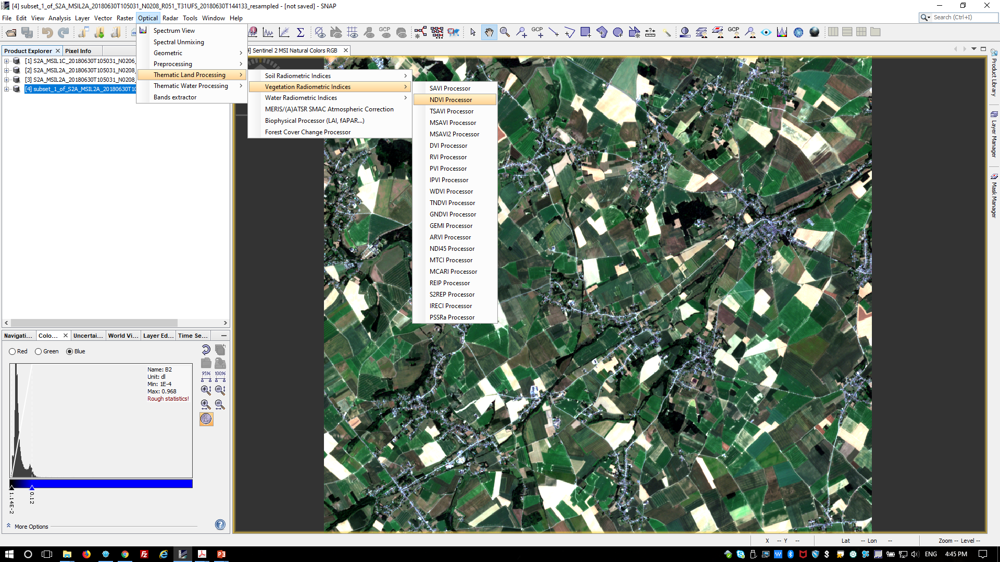 [4] subset_1_of_S2A_MSIL2A_20180630T105031_N0208_R051_T31UFS_20180630T144133_resampled - [not saved] - SNAP
File Edit View Analysis Layer Vector Raster Optical Radar Tools Window Help
Search (Ctrl+I)
GCP GCP GCP
Product Explorer Pixel Info
[4] Sentinel 2 MSI Natural Colors RGB
[1] S2A_MSIL1C_20180630T105031_N0206_
[2] S2A_MSIL2A_20180630T105031_N0208
[3] S2A_MSIL2A_20180630T105031_N0208
[4] subset_1_of_S2A_MSIL2A_20180630T10
Spectrum View
Spectral Unmixing
Geometric
Preprocessing
Thematic Land Processing
Thematic Water Processing
Bands extractor
Soil Radiometric Indices
Vegetation Radiometric Indices
Water Radiometric Indices
MERIS/(A)ATSR SMAC Atmospheric Correction
Biophysical Processor (LAI, fAPAR...)
Forest Cover Change Processor
SAVI Processor
NDVI Processor
TSAVI Processor
MSAVI Processor
MSAVI2 Processor
DVI Processor
RVI Processor
PVI Processor
IPVI Processor
WDVI Processor
TNDVI Processor
GNDVI Processor
GEMI Processor
ARVI Processor
NDI45 Processor
MTCI Processor
MCARI Processor
REIP Processor
S2REP Processor
IRECI Processor
PSSRa Processor
Product Library
Layer Manager
Mask Manager
Navigati... Colo... Uncertai... World Vi... Layer Ed... Time Se...
Red Green Blue
Name: B2
Unit: dl
Min: 1E-4
Max: 0.968
Rough statistics!
95% 100%
1.14E-2 0.12
More Options
X -- Y -- Lat -- Lon -- Zoom -- Level --
ENG 4:45 PM